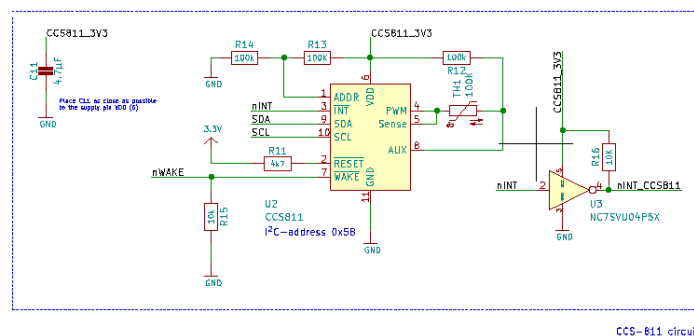 CCS811_3V3
C11
4.7µF
GND
Place C11 as close as possible
to the supply pin VDD (6)
R14
100k
GND
R13
100k
CCS811_3V3
100k
R12
TH1
100K
1
ADDR
nINT
3
INT
SDA
9
SDA
SCL
10
SCL
6
VDD
PWM
4
Sense
5
AUX
8
3.3V
R11
4k7
2
RESET
nWAKE
7
WAKE
GND
11
R15
10k
GND
U2
CCS811
I²C-address 0x5B
GND
CCS811_3V3
R16
10K
nINT
2
5
4
3
nINT_CCS811
U3
NC7SVU04P5X
GND
CCS-811 circui